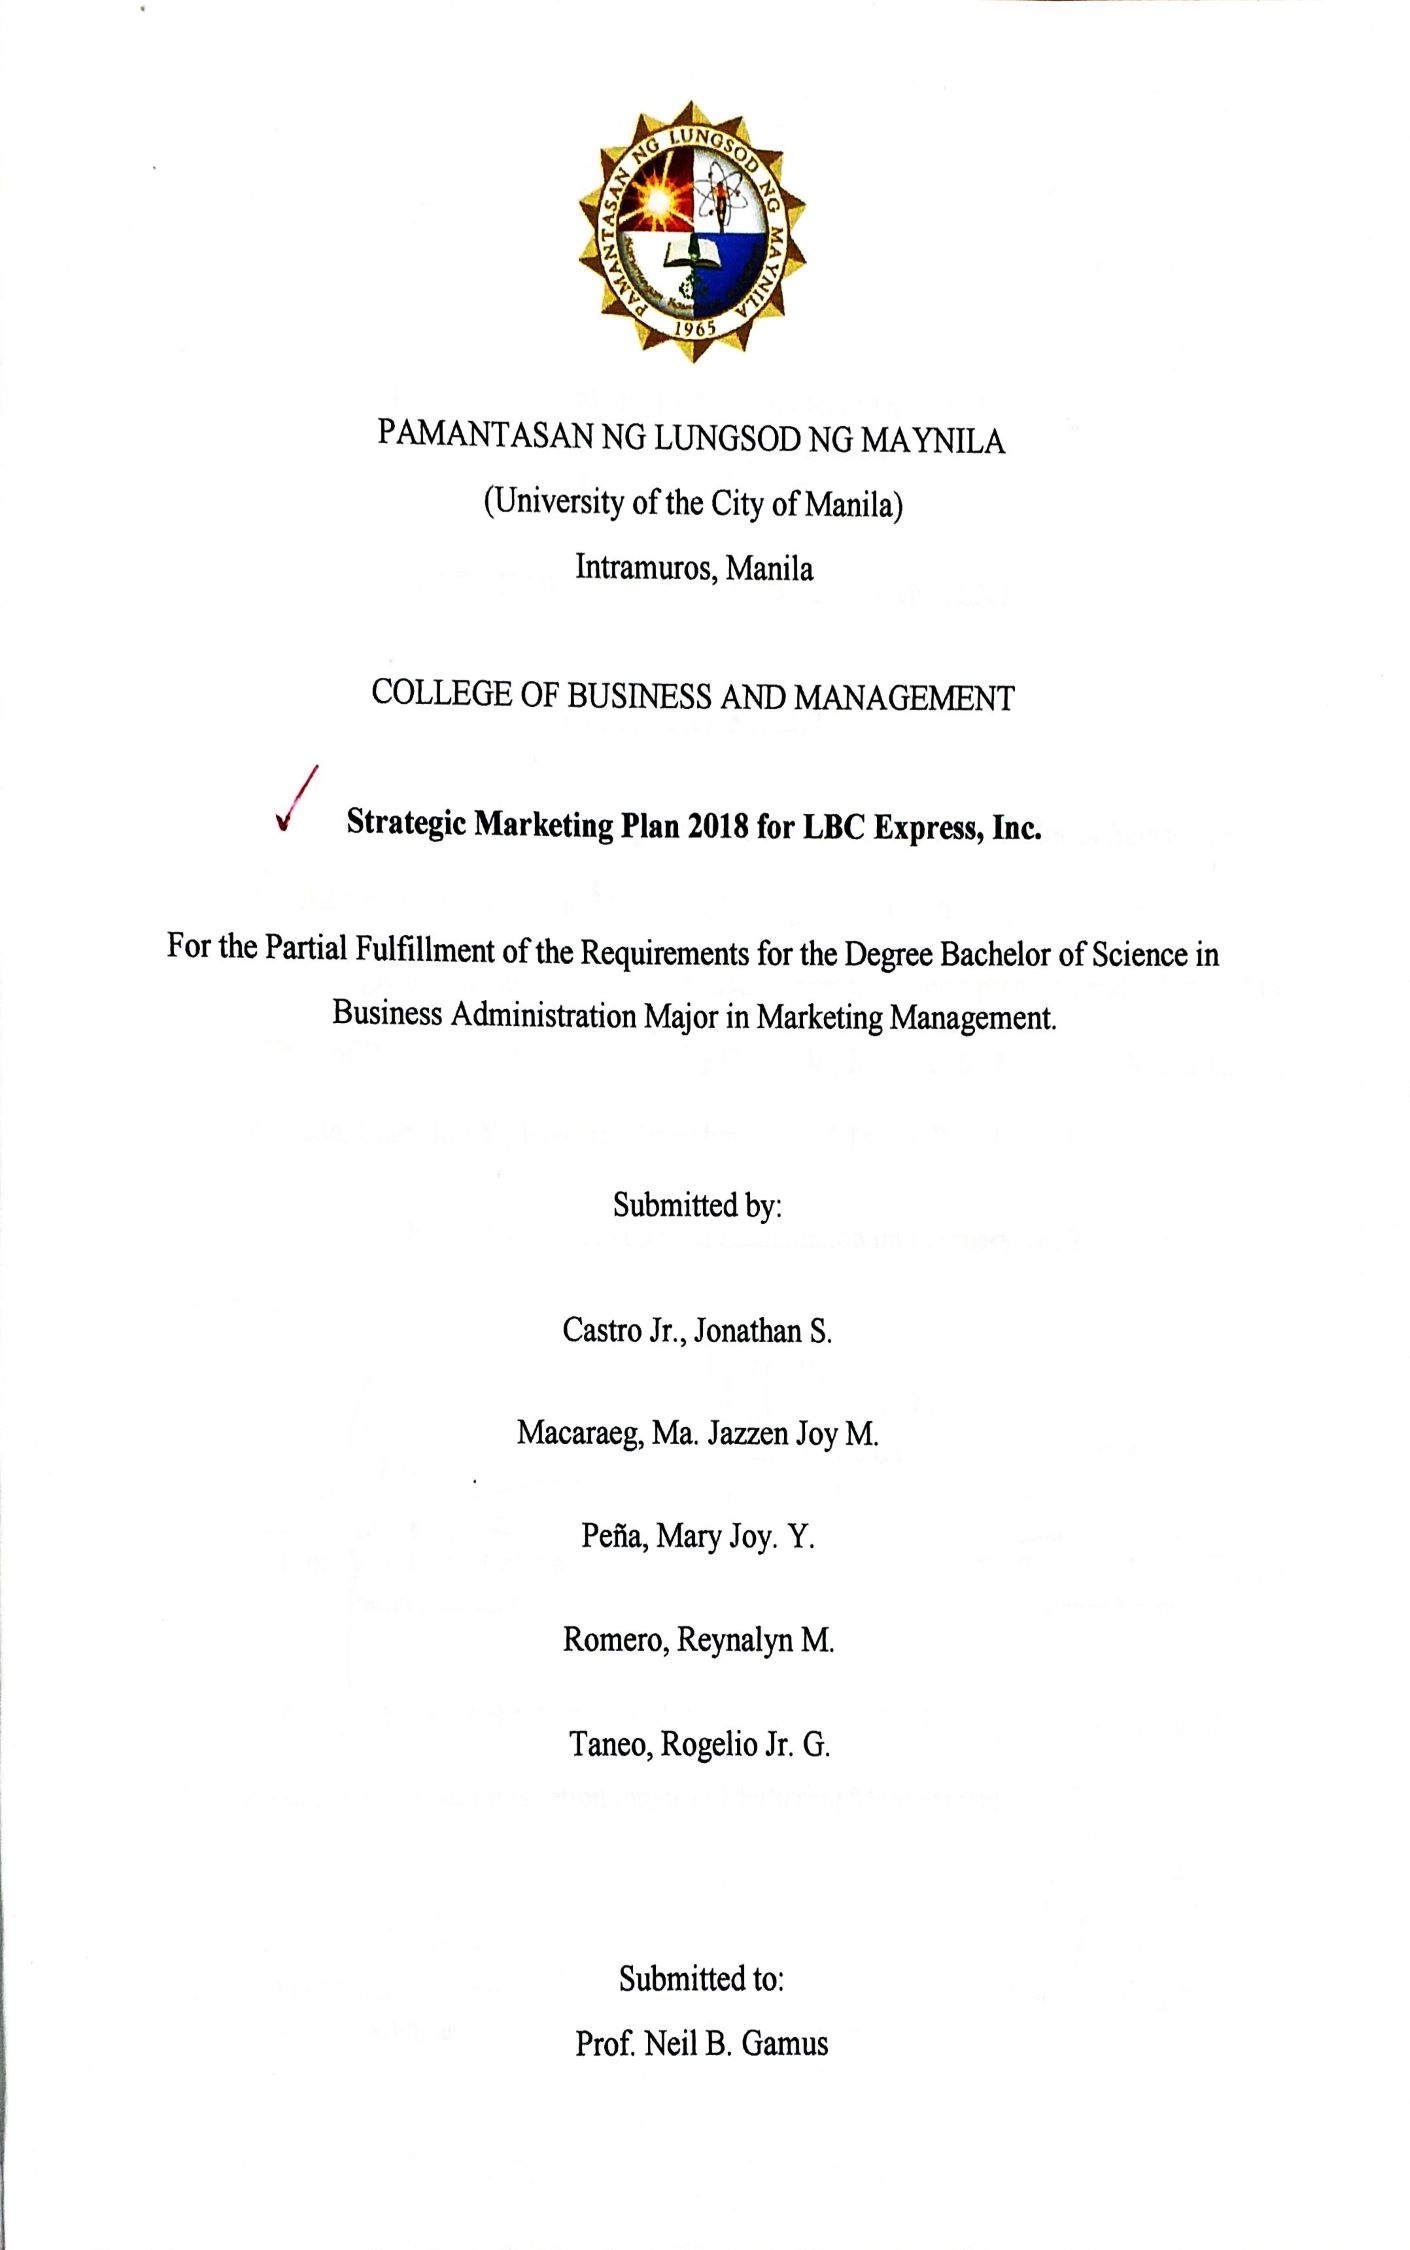 PAMANTASAN NG LUNGSOD NG MAYNILA
1965
PAMANTASAN NG LUNGSOD NG MAYNILA
(University of the City of Manila)
Intramuros, Manila
COLLEGE OF BUSINESS AND MANAGEMENT
Strategic Marketing Plan 2018 for LBC Express, Inc.
For the Partial Fulfillment of the Requirements for the Degree Bachelor of Science in
Business Administration Major in Marketing Management.
Submitted by:
Castro Jr., Jonathan S.
Macaraeg, Ma. Jazzen Joy M.
Peña, Mary Joy. Y.
Romero, Reynalyn M.
Taneo, Rogelio Jr. G.
Submitted to:
Prof. Neil B. Gamus